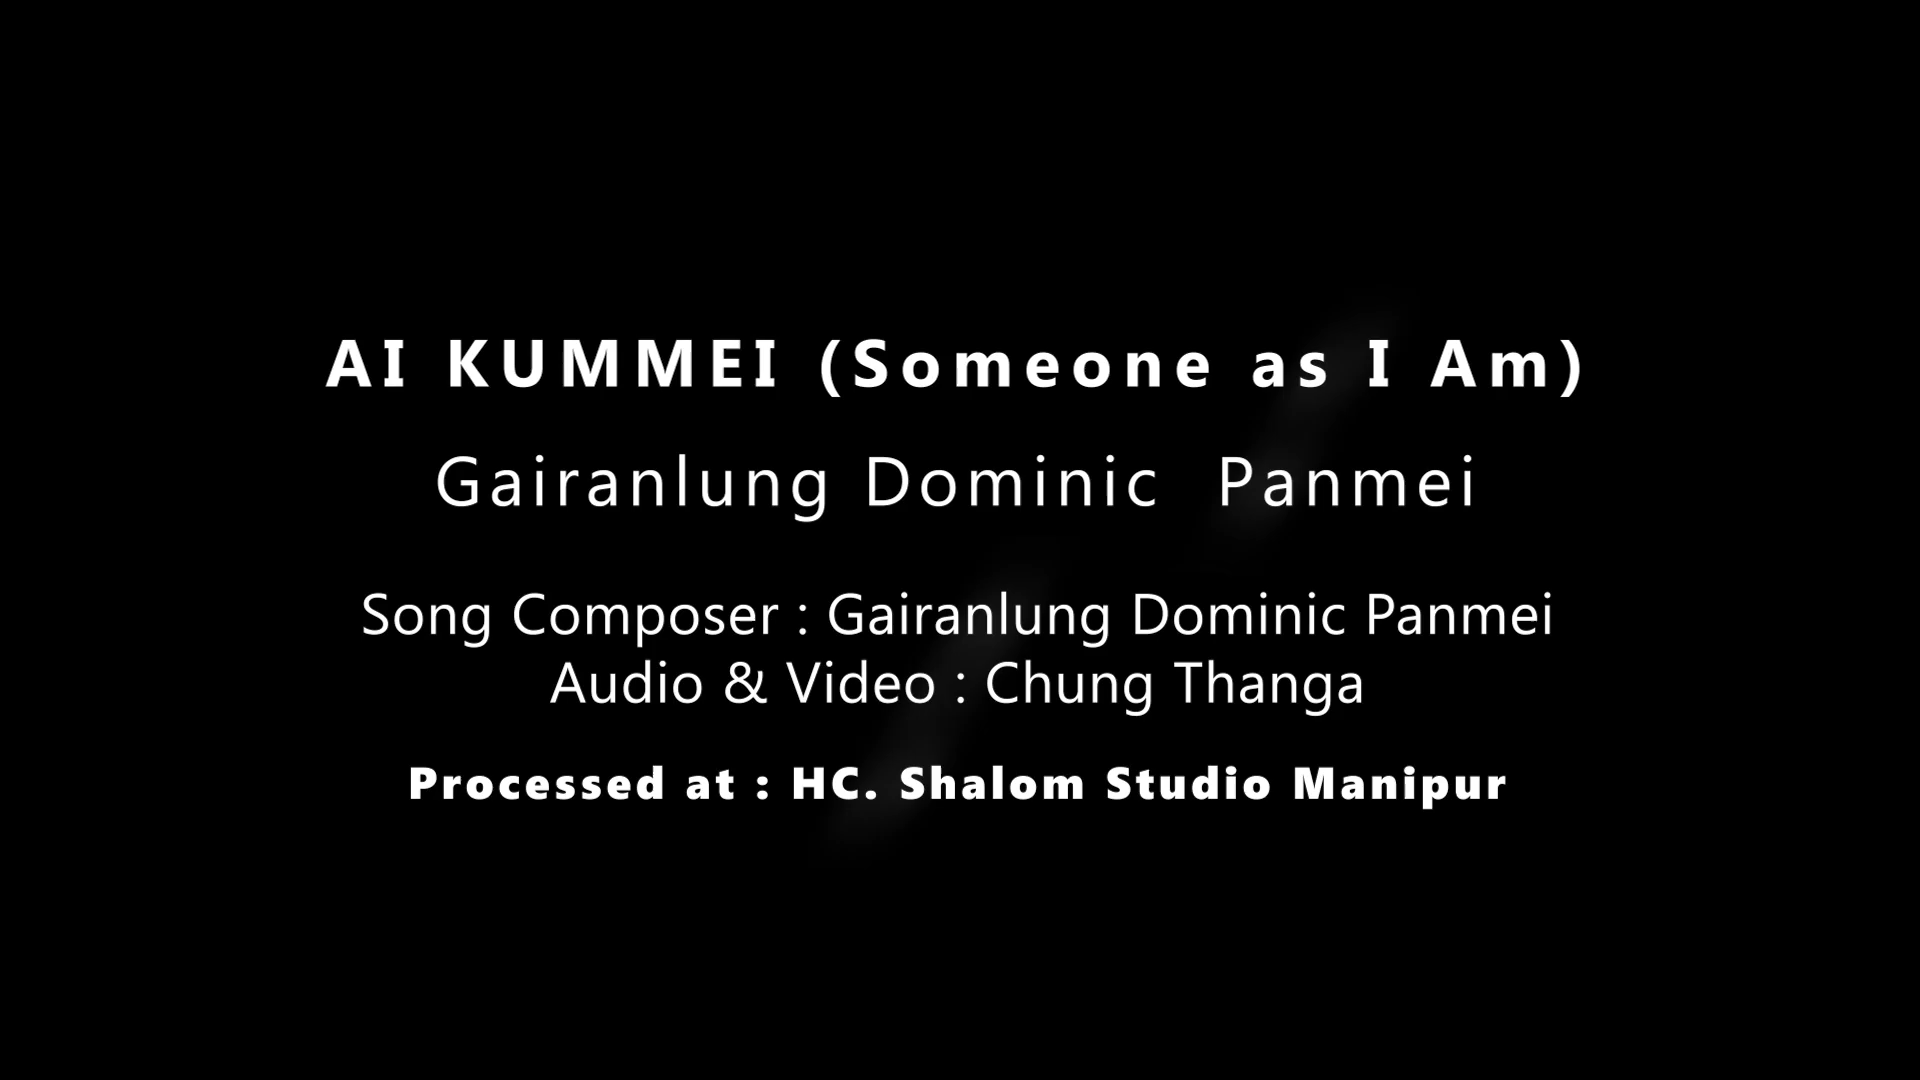 AI KUMMEI (Someone as I Am)
Gairanlung Dominic Panmei
Song Composer : Gairanlung Dominic Panmei
Audio & Video : Chung Thanga
Processed at : HC. Shalom Studio Manipur